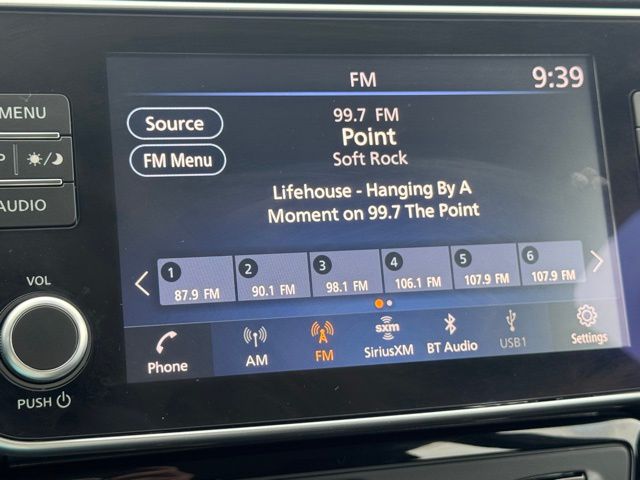 FM
9:39
MENU
Source
99.7 FM
Point
FM Menu
Soft Rock
P
AUDIO
Lifehouse - Hanging By A
Moment on 99.7 The Point
1 2 3 4 5 6
87.9 FM 90.1 FM 98.1 FM 106.1 FM 107.9 FM 107.9 FM
VOL
Phone AM FM sxm SiriusXM BT Audio USB1 Settings
PUSH